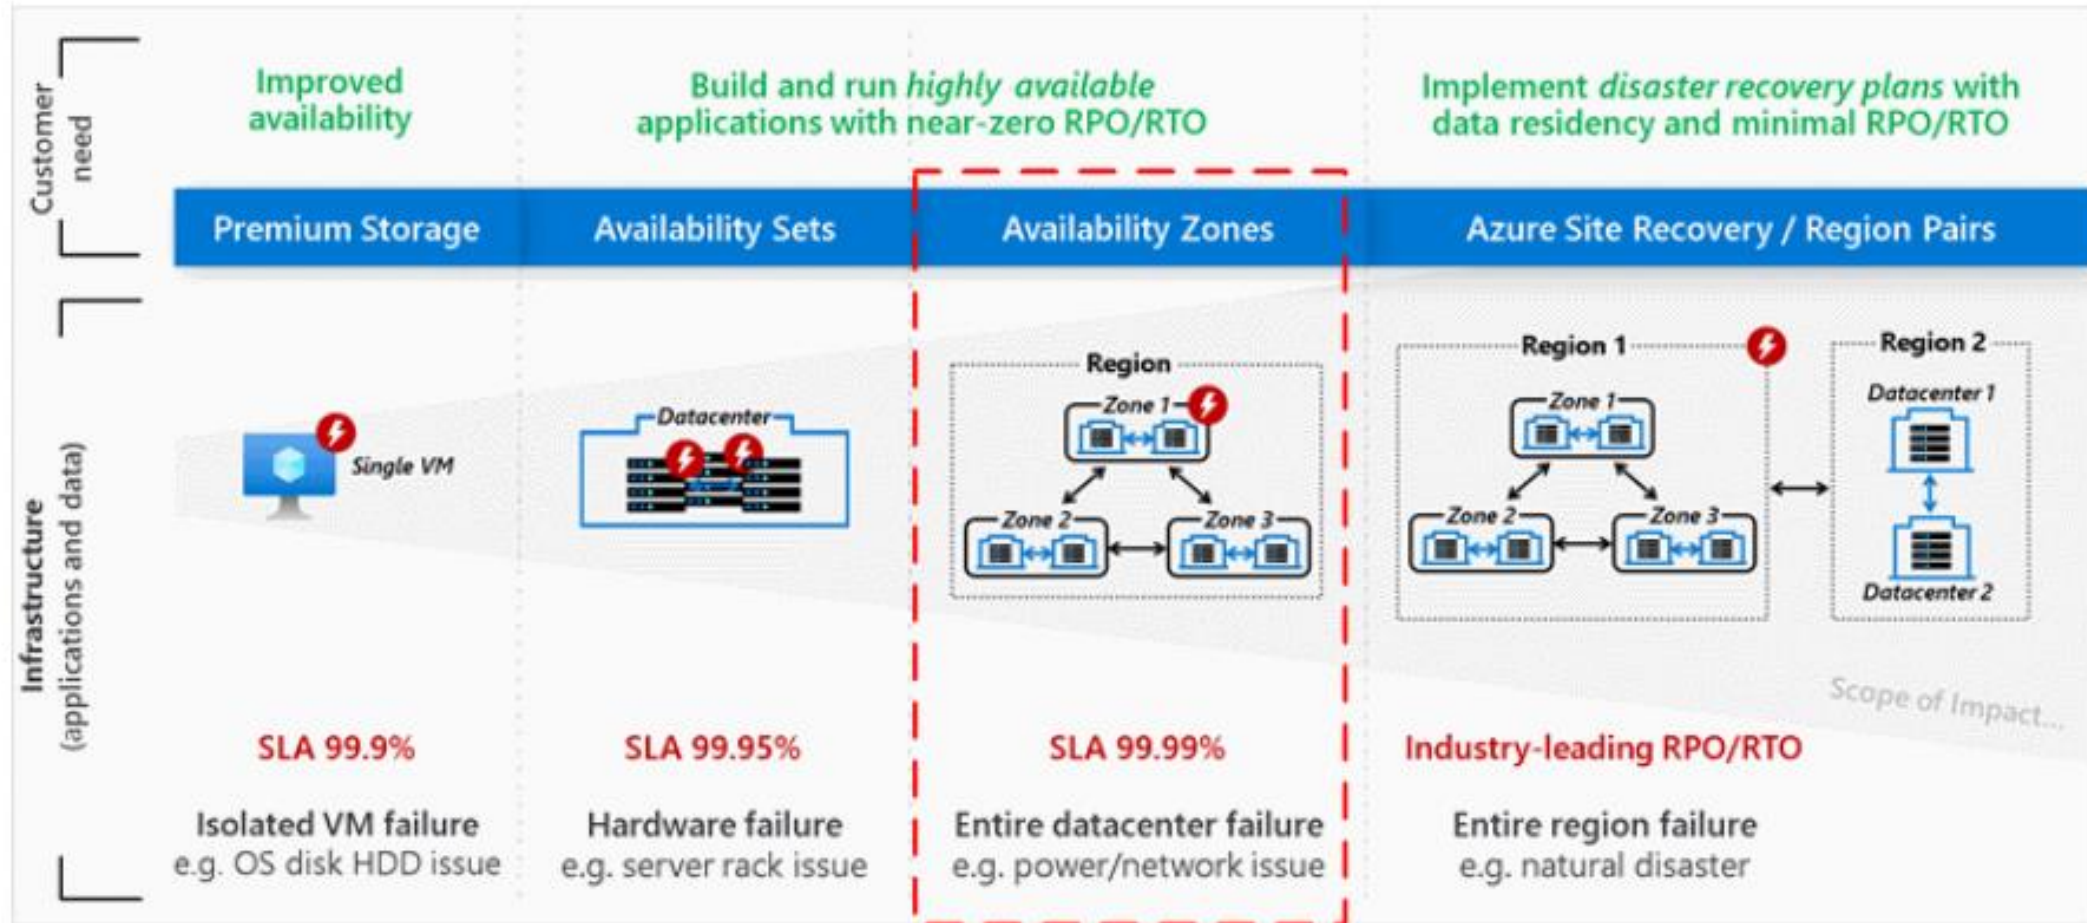 Customer
need
Improved
availability
Build and run highly available
applications with near-zero RPO/RTO
Implement disaster recovery plans with
data residency and minimal RPO/RTO
Premium Storage
Availability Sets
Availability Zones
Azure Site Recovery / Region Pairs
Infrastructure
(applications and data)
Single VM
Datacenter
Region
Zone 1
Zone 2
Zone 3
Region 1
Zone 1
Zone 2
Zone 3
Region 2
Datacenter 1
Datacenter 2
Scope of Impact...
SLA 99.9%
SLA 99.95%
SLA 99.99%
Industry-leading RPO/RTO
Isolated VM failure
e.g. OS disk HDD issue
Hardware failure
e.g. server rack issue
Entire datacenter failure
e.g. power/network issue
Entire region failure
e.g. natural disaster